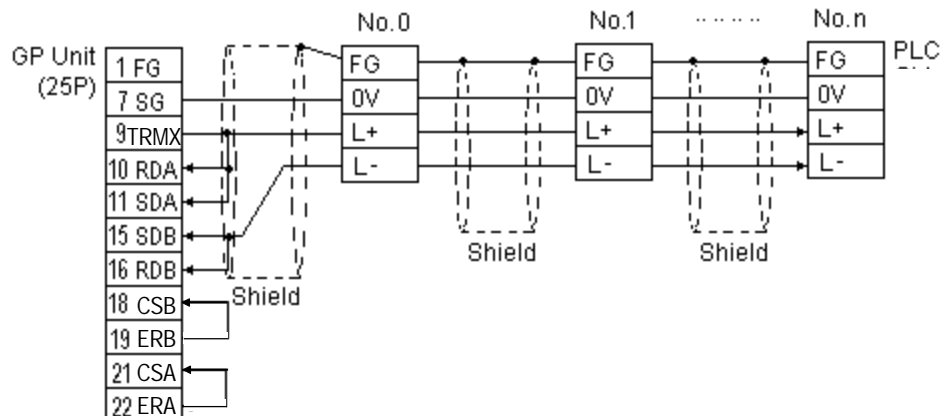 No.0
No.1
No.n
GP Unit
(25P)
PLC
1 FG
7 SG
9 TRMX
10 RDA
11 SDA
15 SDB
16 RDB
18 CSB
19 ERB
21 CSA
22 ERA
FG
0V
L+
L-
FG
0V
L+
L-
FG
0V
L+
L-
Shield
Shield
Shield